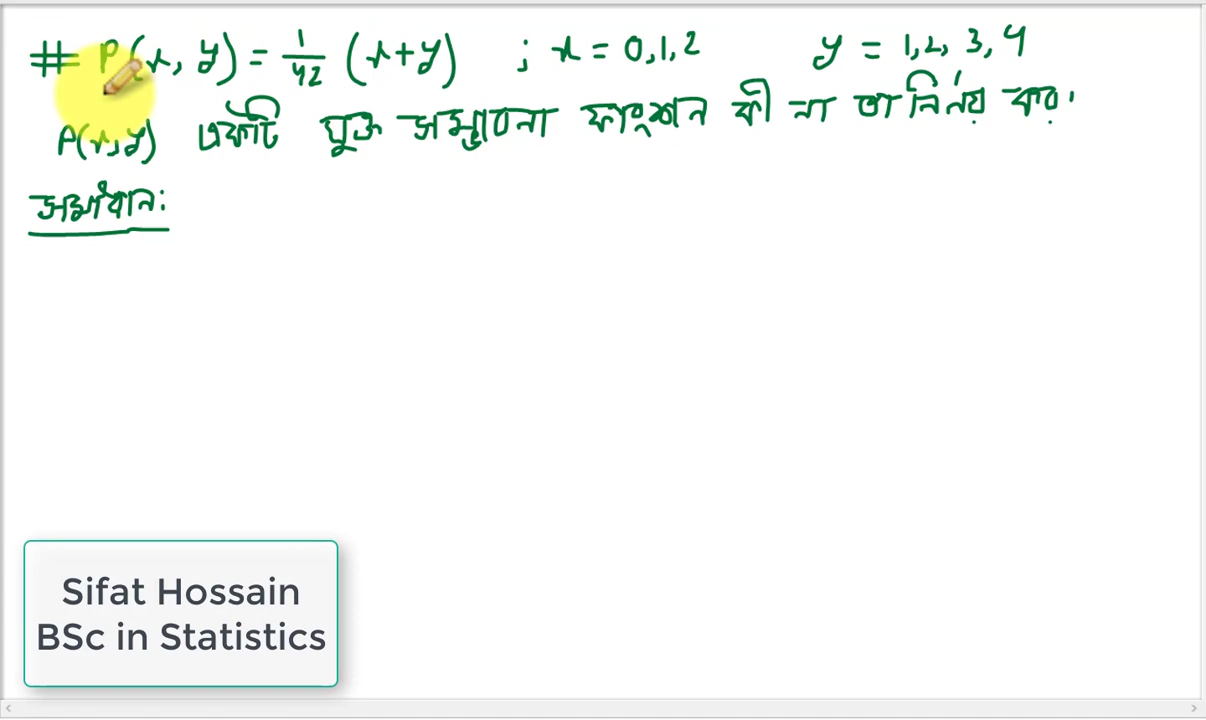 # P(x, y) = 1/42 (x+y) ; x = 0,1,2 y = 1,2, 3, 4
P(x,y) একটি যুক্ত সম্ভাবনা ফাংশন কী না তা নির্নয় কর।
সমাধান:
Sifat Hossain
BSc in Statistics